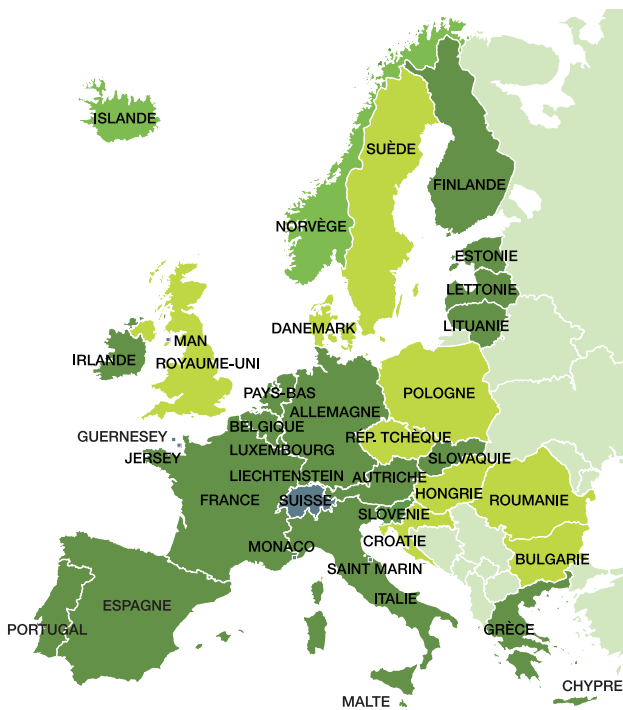 ISLANDE
SUÈDE
FINLANDE
NORVÈGE
ESTONIE
LETTONIE
LITUANIE
DANEMARK
MAN
IRLANDE
ROYAUME-UNI
PAYS-BAS
POLOGNE
ALLEMAGNE
BELGIQUE
GUERNESEY
RÉP. TCHÈQUE
JERSEY
LUXEMBOURG
SLOVAQUIE
LIECHTENSTEIN
AUTRICHE
HONGRIE
FRANCE
SUISSE
ROUMANIE
SLOVENIE
CROATIE
MONACO
BULGARIE
SAINT MARIN
ESPAGNE
ITALIE
PORTUGAL
GRÈCE
CHYPRE
MALTE